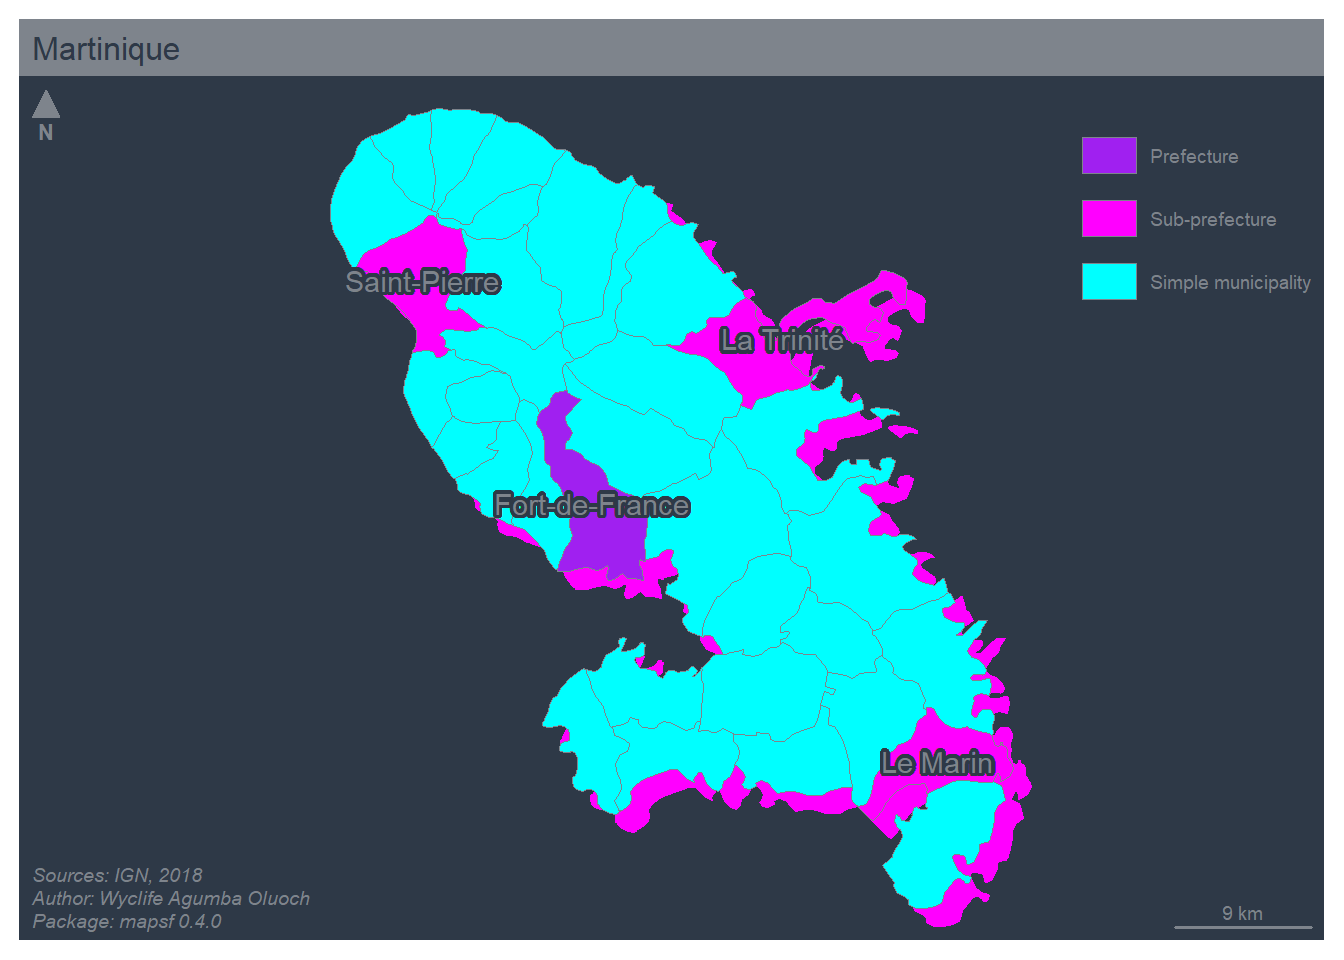 Martinique
N
Prefecture
Sub-prefecture
Simple municipality
Saint-Pierre
La Trinité
Fort-de-France
Le Marin
Sources: IGN, 2018
Author: Wyclife Agumba Oluoch
Package: mapsf 0.4.0
9 km